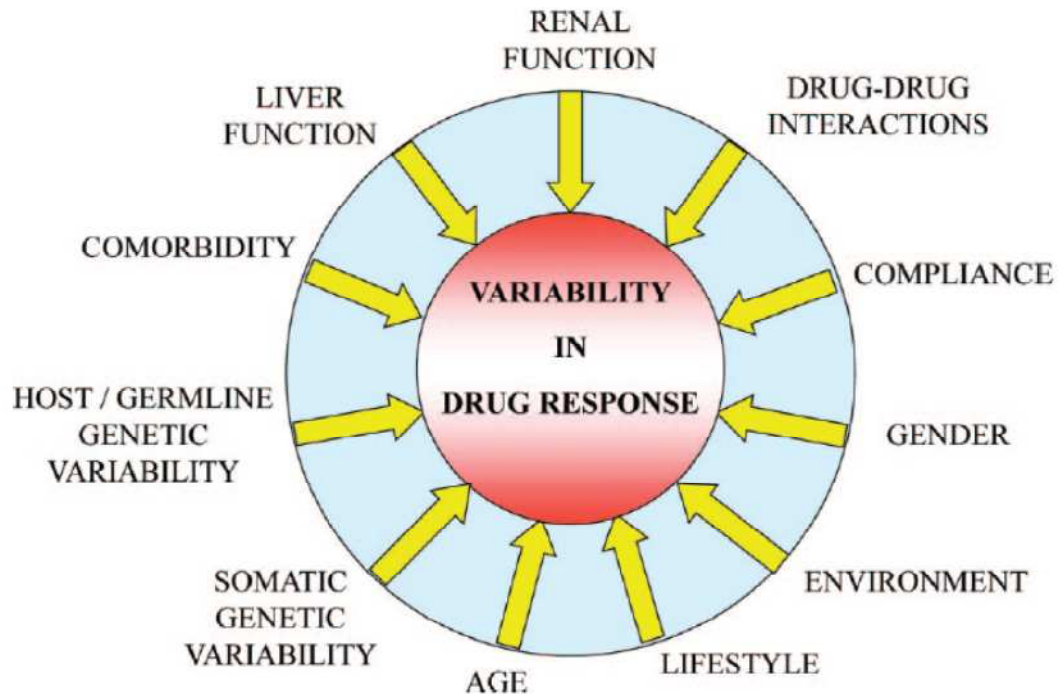 RENAL
FUNCTION
DRUG-DRUG
INTERACTIONS
COMPLIANCE
GENDER
ENVIRONMENT
LIFESTYLE
AGE
SOMATIC
GENETIC
VARIABILITY
HOST / GERMLINE
GENETIC
VARIABILITY
COMORBIDITY
LIVER
FUNCTION
VARIABILITY
IN
DRUG RESPONSE